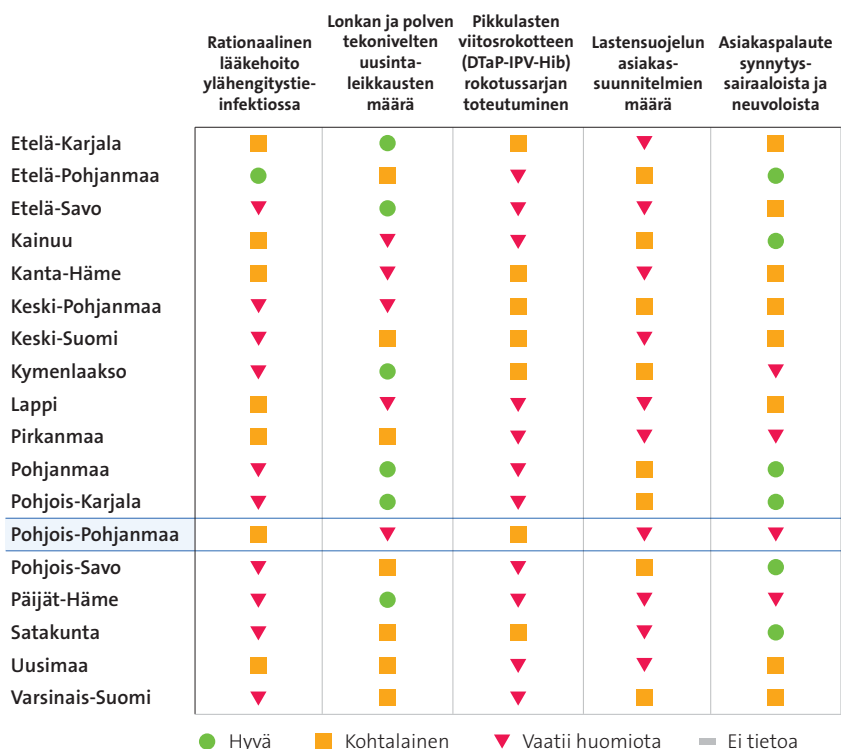 Rationaalinen
lääkehoito
ylähengitystie-
infektiossa
Lonkan ja polven
tekonivelten
uusinta-
leikkausten
määrä
Pikkulasten
viitosrokotteen
(DTaP-IPV-Hib)
rokotussarjan
toteutuminen
Lastensuojelun
asiakas-
suunnitelmien
määrä
Asiakaspalaute
synnytys-
sairaaloista ja
neuvoloista
Etelä-Karjala
Etelä-Pohjanmaa
Etelä-Savo
Kainuu
Kanta-Häme
Keski-Pohjanmaa
Keski-Suomi
Kymenlaakso
Lappi
Pirkanmaa
Pohjanmaa
Pohjois-Karjala
Pohjois-Pohjanmaa
Pohjois-Savo
Päijät-Häme
Satakunta
Uusimaa
Varsinais-Suomi
Hyvä Kohtalainen Vaatii huomiota Ei tietoa